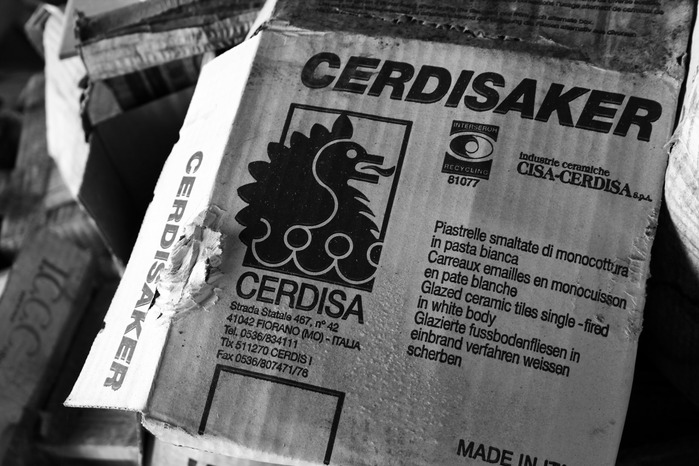 CERDISAKER
INTERSEROH
RECYCLING
81077
industrie ceramiche
CISA-CERDISA s.p.a.
CERDISAKER
CERDISA
Strada Statale 467, n° 42
41042 FIORANO (MO) - ITALIA
Tel. 0536/834111
Tlx 511270 CERDIS I
Fax 0536/807471/78
Piastrelle smaltate di monocottura
in pasta bianca
Carreaux emailles en monocuisson
en pate blanche
Glazed ceramic tiles single-fired
in white body
Glazierte fussbodenfliesen in
einbrand verfahren weissen
scherben
MADE IN